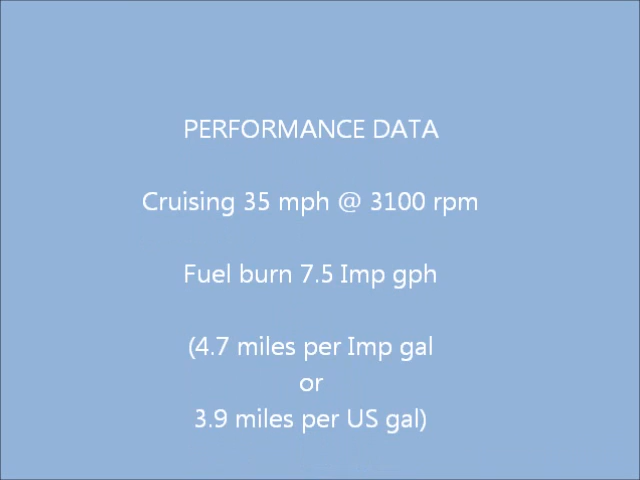 PERFORMANCE DATA
Cruising 35 mph @ 3100 rpm
Fuel burn 7.5 Imp gph
(4.7 miles per Imp gal
or
3.9 miles per US gal)